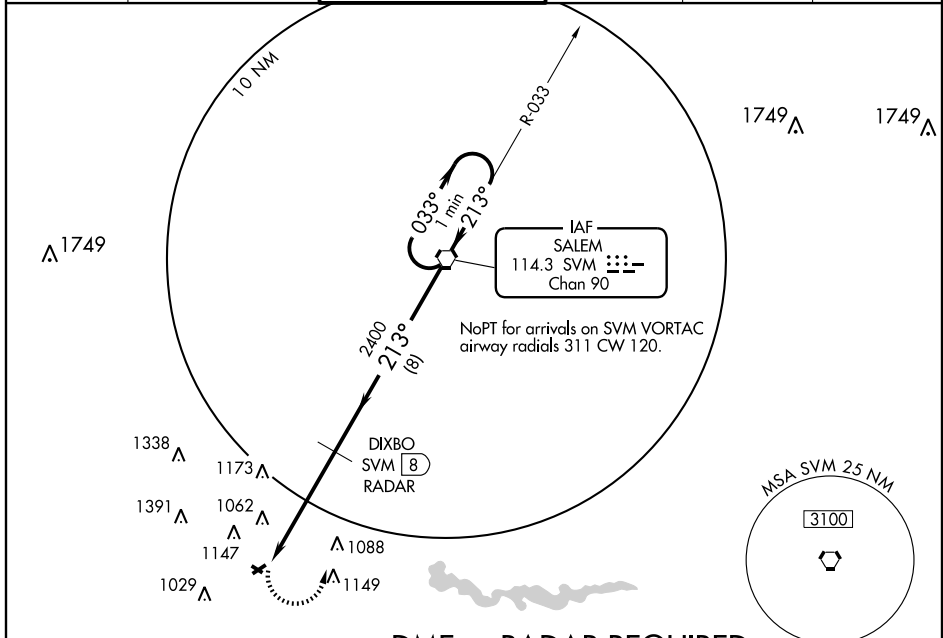 10 NM
R-033
1749
1749
033°
1 min
213°
1749
IAF
SALEM
114.3 SVM
Chan 90
NoPT for arrivals on SVM VORTAC
airway radials 311 CW 120.
2400
213°
(8)
DIXBO
SVM 8
RADAR
1338
1173
1391
1062
1147
1088
1029
1149
MSA SVM 25 NM
3100